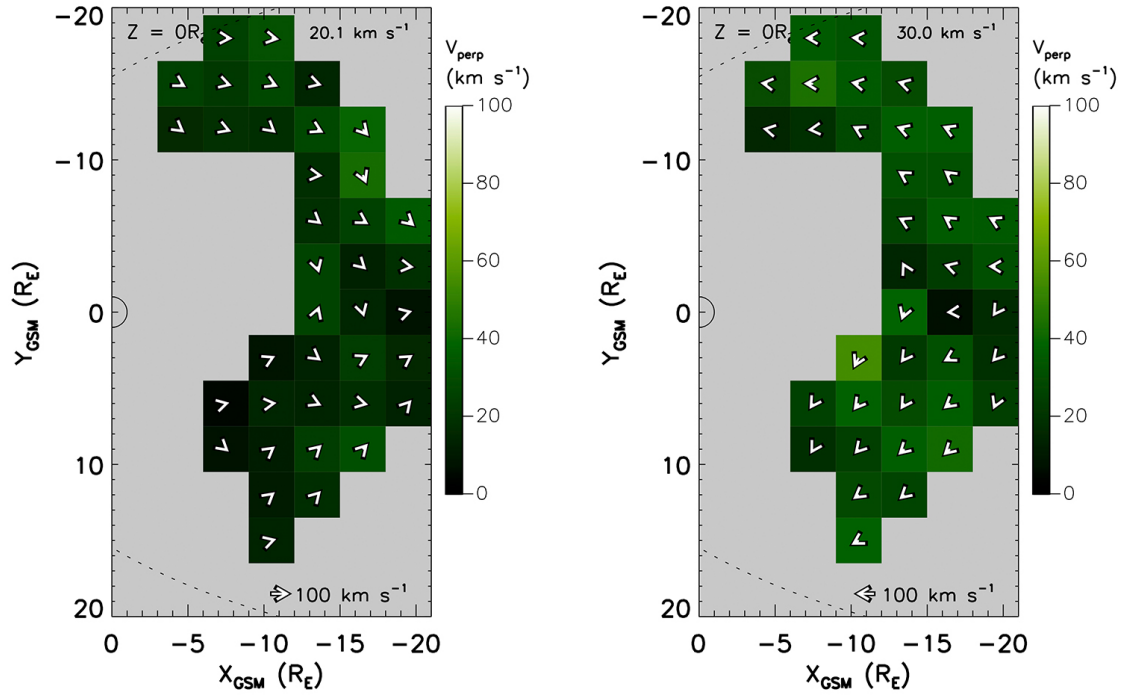 Z = 0R 20.1 km s⁻¹
V_perp
(km s⁻¹)
−20
−10
0
10
20
Y_GSM (R_E)
100
80
60
40
20
0
100 km s⁻¹
0 −5 −10 −15 −20
X_GSM (R_E)
Z = 0R 30.0 km s⁻¹
V_perp
(km s⁻¹)
−20
−10
0
10
20
Y_GSM (R_E)
100
80
60
40
20
0
100 km s⁻¹
0 −5 −10 −15 −20
X_GSM (R_E)